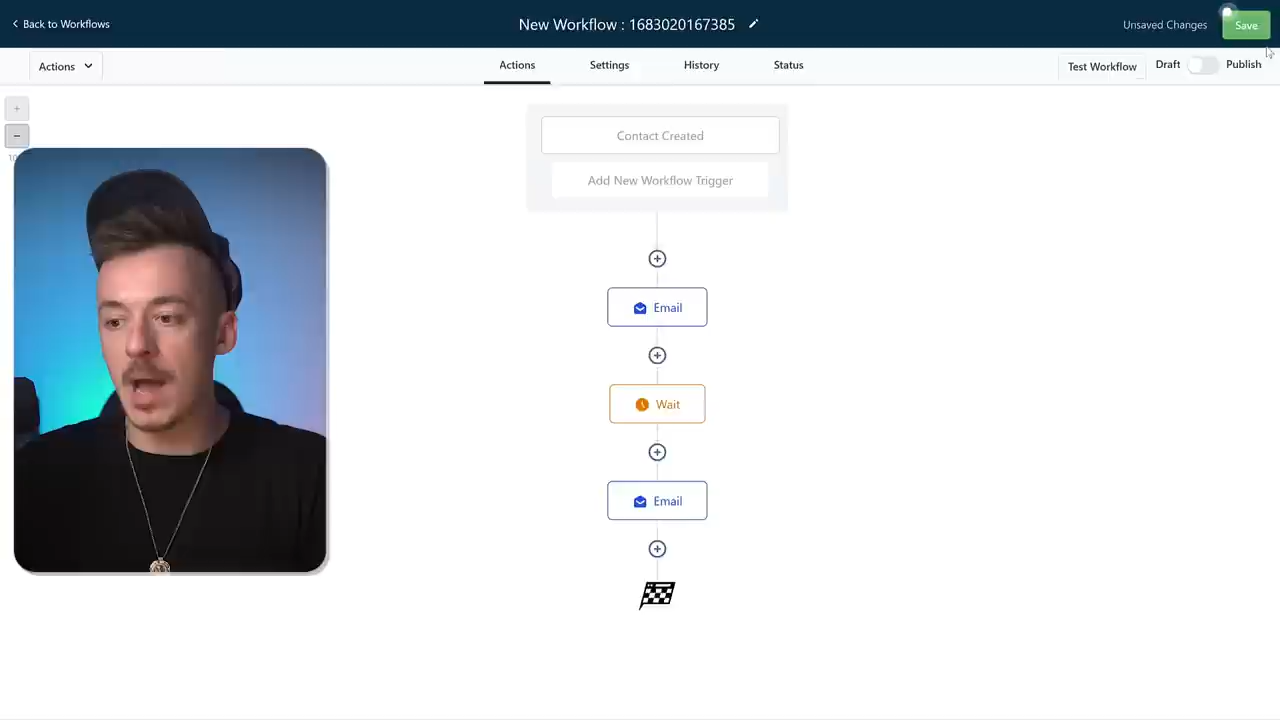 Back to Workflows
New Workflow : 1683020167385
Unsaved Changes
Save
Actions
Actions
Settings
History
Status
Test Workflow
Draft
Publish
Contact Created
Add New Workflow Trigger
Email
Wait
Email